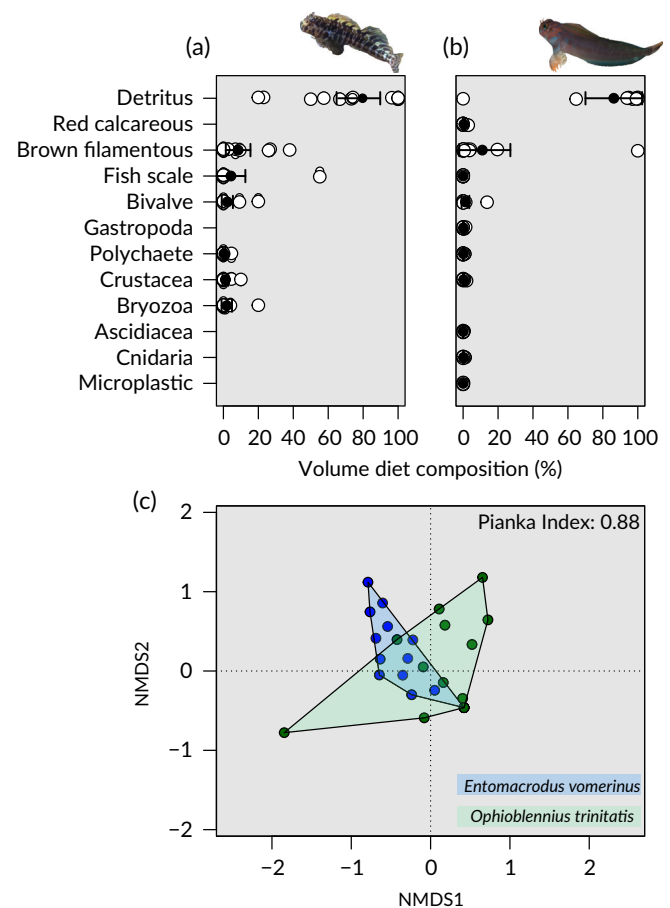 (a)
(b)
Detritus
Red calcareous
Brown filamentous
Fish scale
Bivalve
Gastropoda
Polychaete
Crustacea
Bryozoa
Ascidiacea
Cnidaria
Microplastic
0 20 40 60 80 100
0 20 40 60 80 100
Volume diet composition (%)
(c)
Pianka Index: 0.88
2
1
0
−1
−2
NMDS2
Entomacrodus vomerinus
Ophioblennius trinitatis
−2 −1 0 1 2
NMDS1